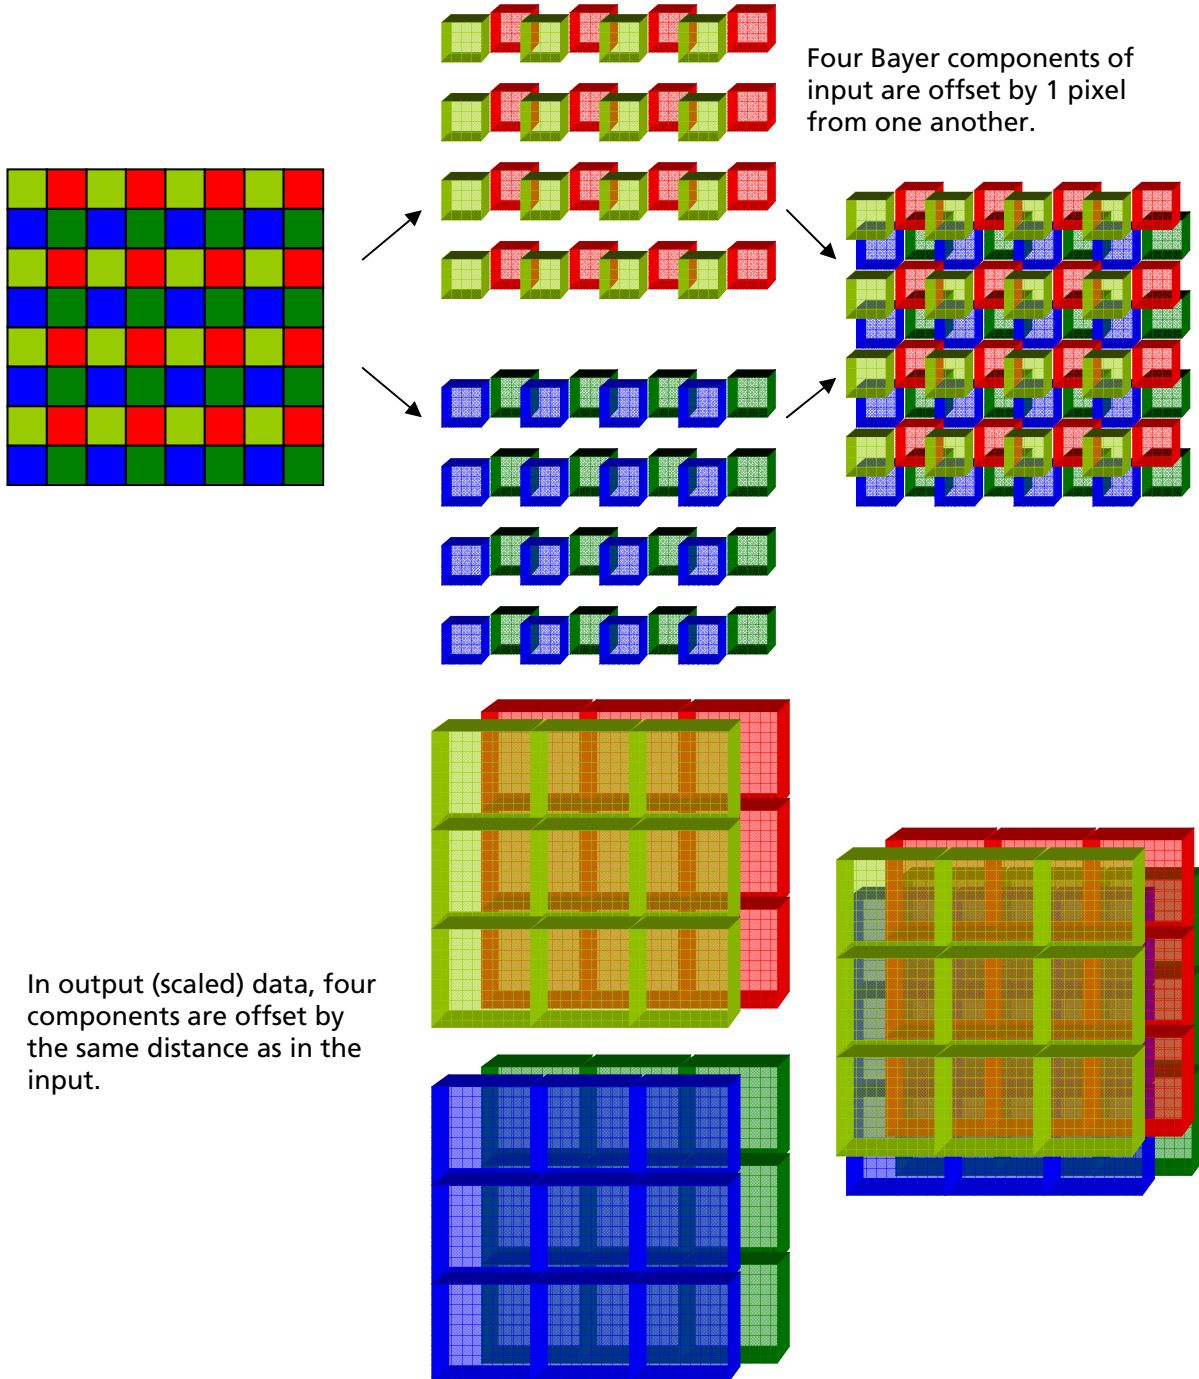 Four Bayer components of
input are offset by 1 pixel
from one another.
In output (scaled) data, four
components are offset by
the same distance as in the
input.